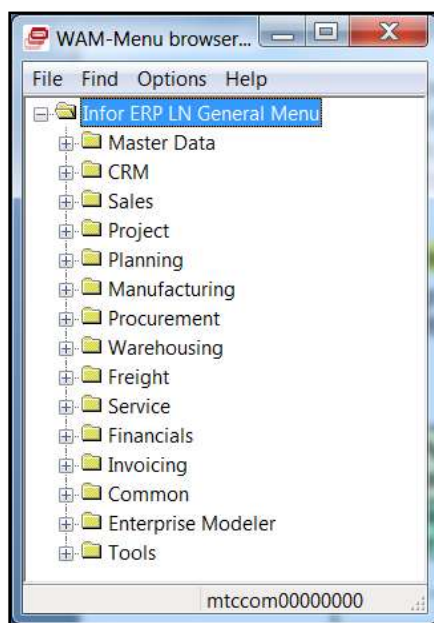 WAM-Menu browser...
File Find Options Help
Infor ERP LN General Menu
Master Data
CRM
Sales
Project
Planning
Manufacturing
Procurement
Warehousing
Freight
Service
Financials
Invoicing
Common
Enterprise Modeler
Tools
mtccom00000000